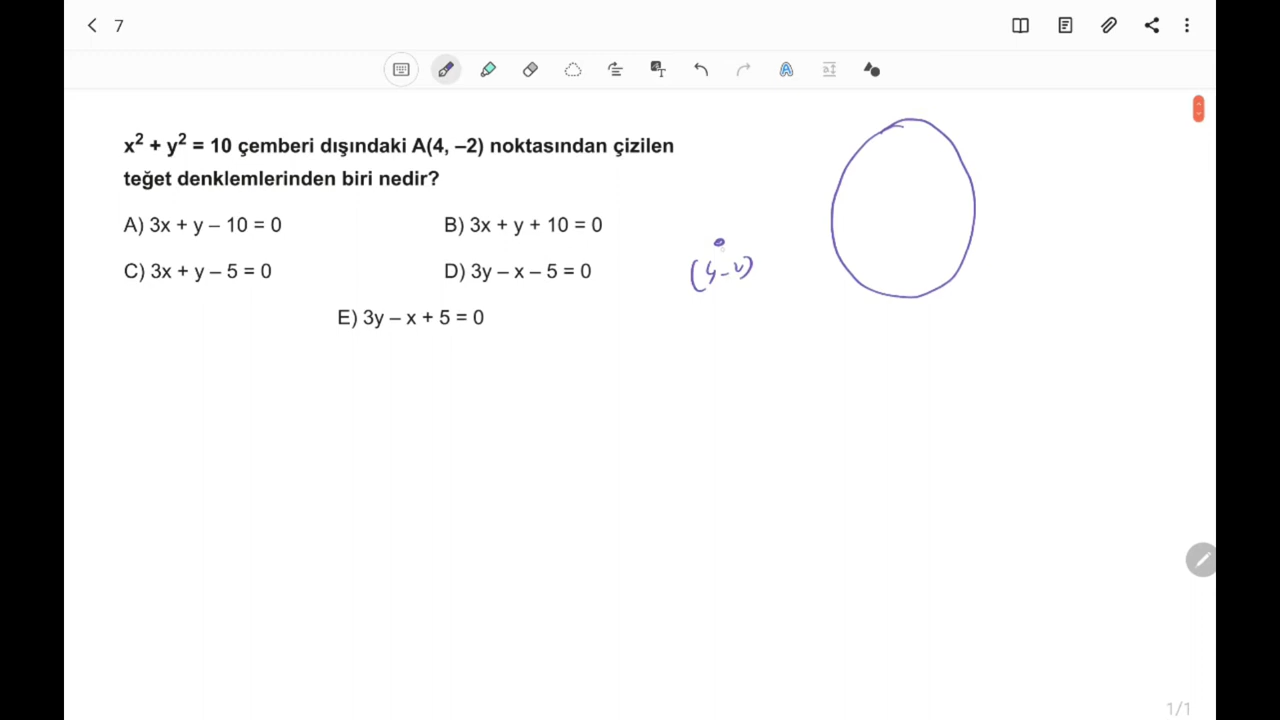 7
x² + y² = 10 çemberi dışındaki A(4, –2) noktasından çizilen
teğet denklemlerinden biri nedir?
A) 3x + y – 10 = 0 B) 3x + y + 10 = 0
C) 3x + y – 5 = 0 D) 3y – x – 5 = 0
(4-2)
E) 3y – x + 5 = 0
1/1